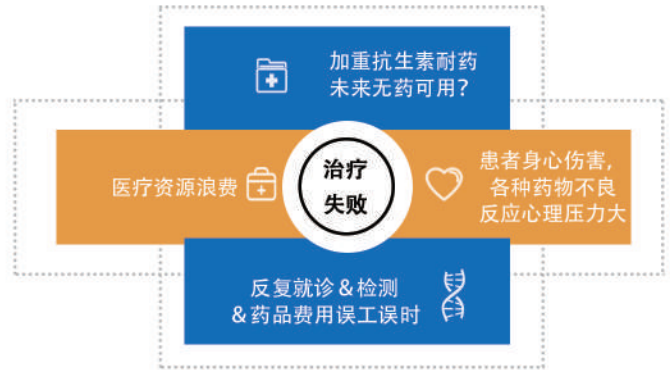 加重抗生素耐药
未来无药可用?
医疗资源浪费
治疗
失败
患者身心伤害,
各种药物不良
反应心理压力大
反复就诊&检测
&药品费用误工误时